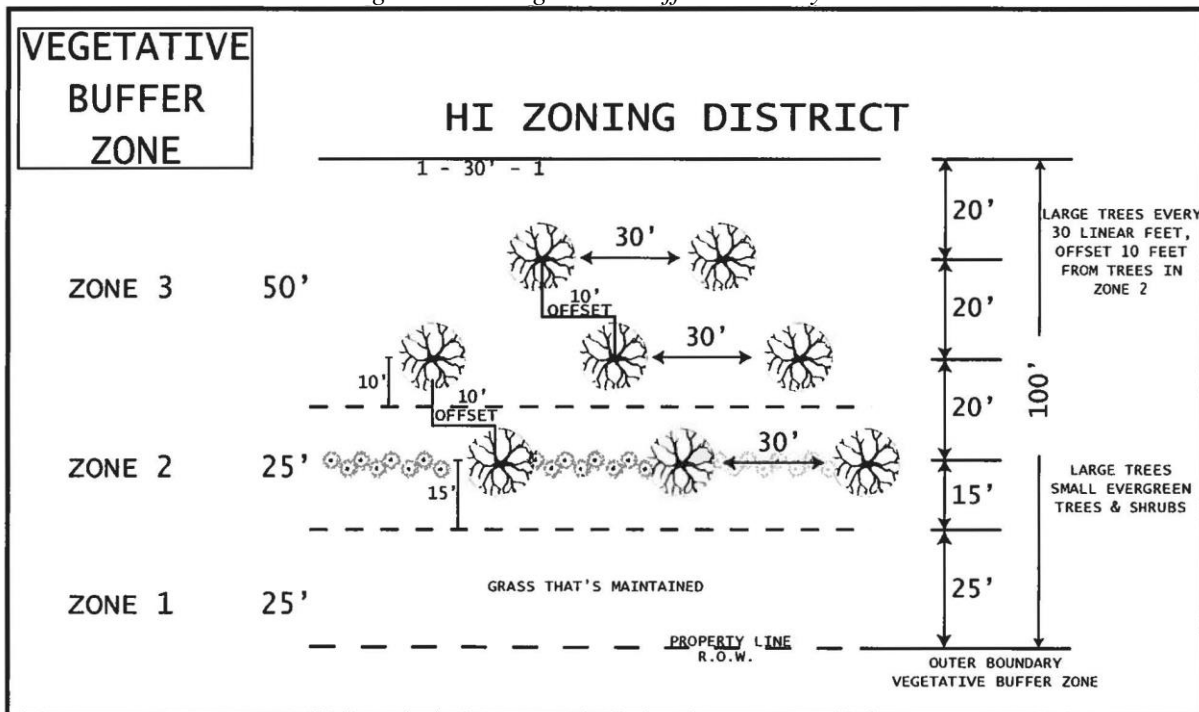 VEGETATIVE
BUFFER
ZONE
HI ZONING DISTRICT
1 - 30' - 1
20'
LARGE TREES EVERY
30 LINEAR FEET,
OFFSET 10 FEET
FROM TREES IN
ZONE 2
30'
ZONE 3 50'
10'
OFFSET
20'
30'
10'
20'
100'
10'
OFFSET
30'
ZONE 2 25'
15'
15'
LARGE TREES
SMALL EVERGREEN
TREES & SHRUBS
GRASS THAT'S MAINTAINED
25'
ZONE 1 25'
PROPERTY LINE
R.O.W.
OUTER BOUNDARY
VEGETATIVE BUFFER ZONE